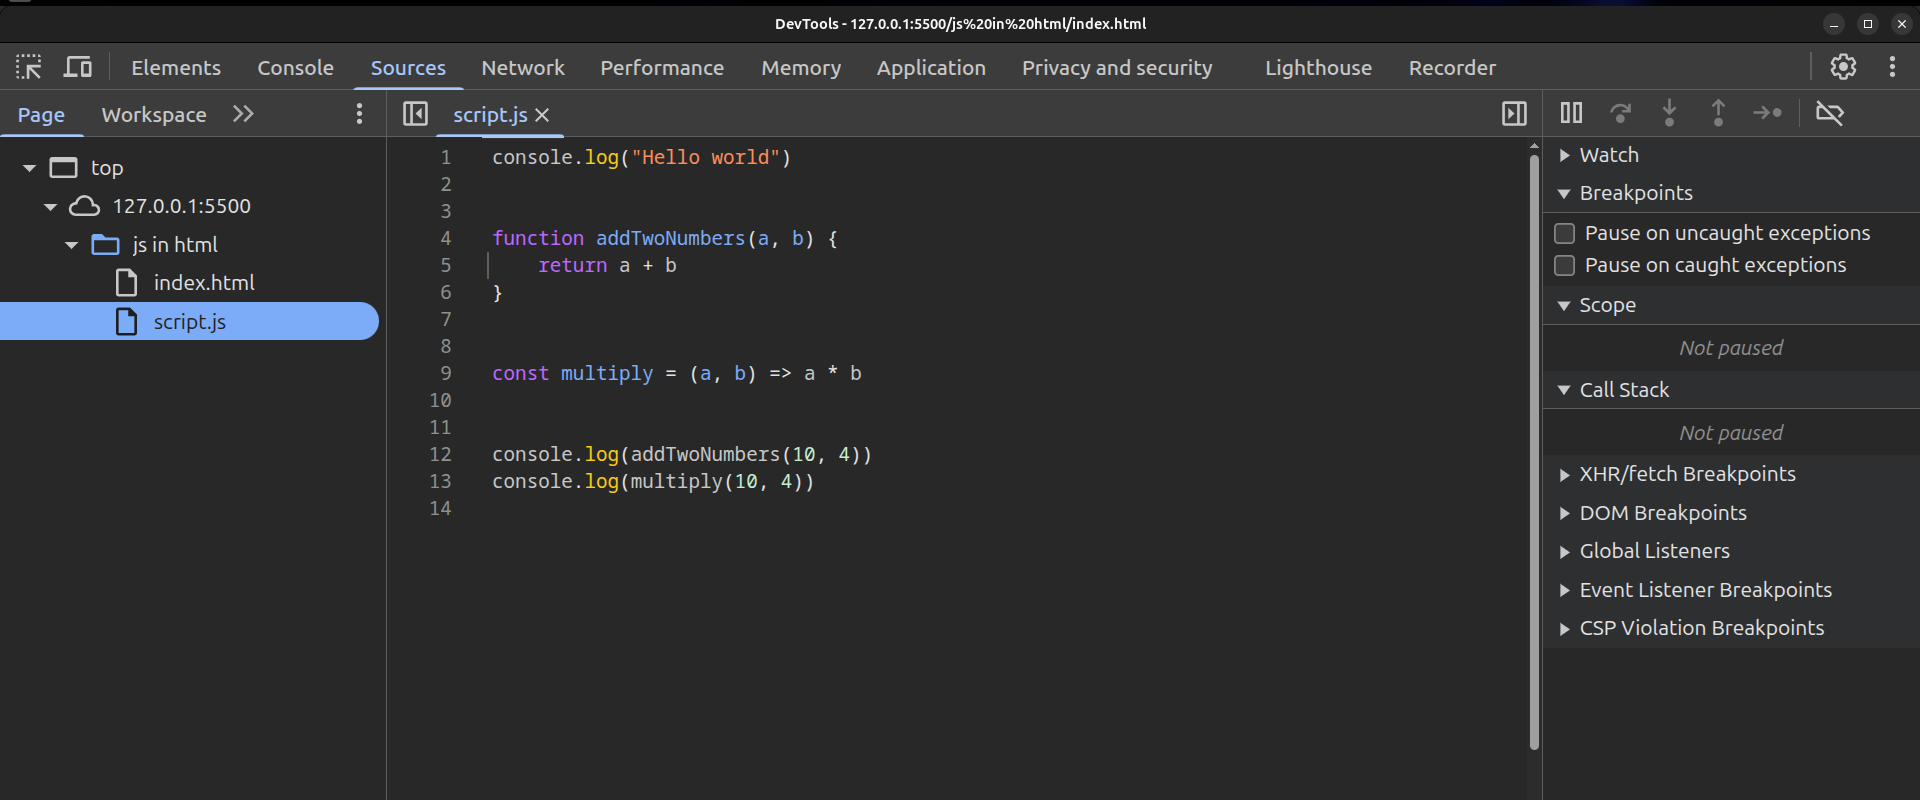 DevTools - 127.0.0.1:5500/js%20in%20html/index.html
Elements Console Sources Network Performance Memory Application Privacy and security Lighthouse Recorder
Page Workspace
script.js
top
127.0.0.1:5500
js in html
index.html
script.js
1 console.log("Hello world")
2
3
4 function addTwoNumbers(a, b) {
5     return a + b
6 }
7
8
9 const multiply = (a, b) => a * b
10
11
12 console.log(addTwoNumbers(10, 4))
13 console.log(multiply(10, 4))
14
Watch
Breakpoints
Pause on uncaught exceptions
Pause on caught exceptions
Scope
Not paused
Call Stack
Not paused
XHR/fetch Breakpoints
DOM Breakpoints
Global Listeners
Event Listener Breakpoints
CSP Violation Breakpoints